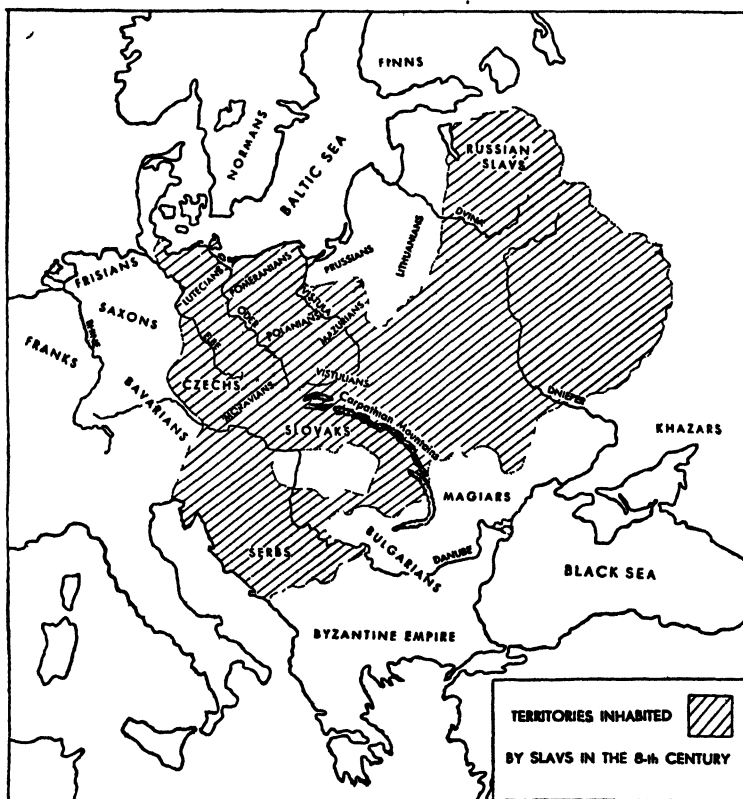 FINNS
NORMANS
BALTIC SEA
RUSSIAN
SLAVS
DVINA
LITHUANIANS
PRUSSIANS
FRISIANS
LUTECIANS
POMERANIANS
VISTULA
SAXONS
ODER
POLANIANS
MAZURIANS
FRANKS
RHINE
ELBE
CZECHS
VISTULIANS
BAVARIANS
MORAVIANS
Carpathian Mountains
DNIEPER
SLOVAKS
KHAZARS
MAGIARS
BULGARIANS
SERBS
DANUBE
BLACK SEA
BYZANTINE EMPIRE
TERRITORIES INHABITED
BY SLAVS IN THE 8-th CENTURY